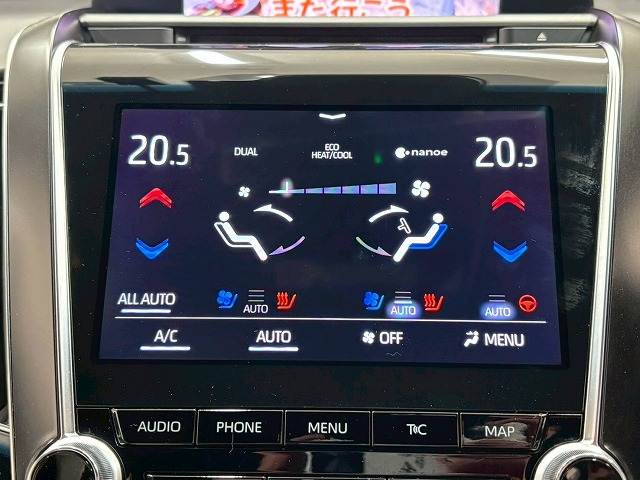 また行こう
20.5 DUAL ECO HEAT/COOL nanoe 20.5
ALL AUTO AUTO AUTO AUTO
A/C AUTO OFF MENU
AUDIO PHONE MENU T/C MAP